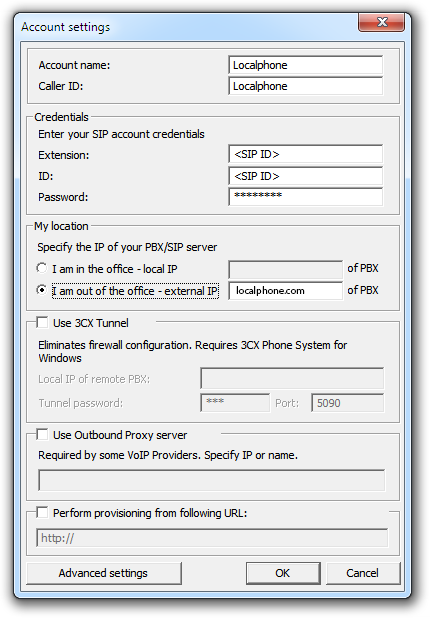 Account settings
Account name: Localphone
Caller ID: Localphone
Credentials
Enter your SIP account credentials
Extension: <SIP ID>
ID: <SIP ID>
Password: ********
My location
Specify the IP of your PBX/SIP server
I am in the office - local IP of PBX
I am out of the office - external IP localphone.com of PBX
Use 3CX Tunnel
Eliminates firewall configuration. Requires 3CX Phone System for
Windows
Local IP of remote PBX:
Tunnel password: *** Port: 5090
Use Outbound Proxy server
Required by some VoIP Providers. Specify IP or name.
Perform provisioning from following URL:
http://
Advanced settings OK Cancel